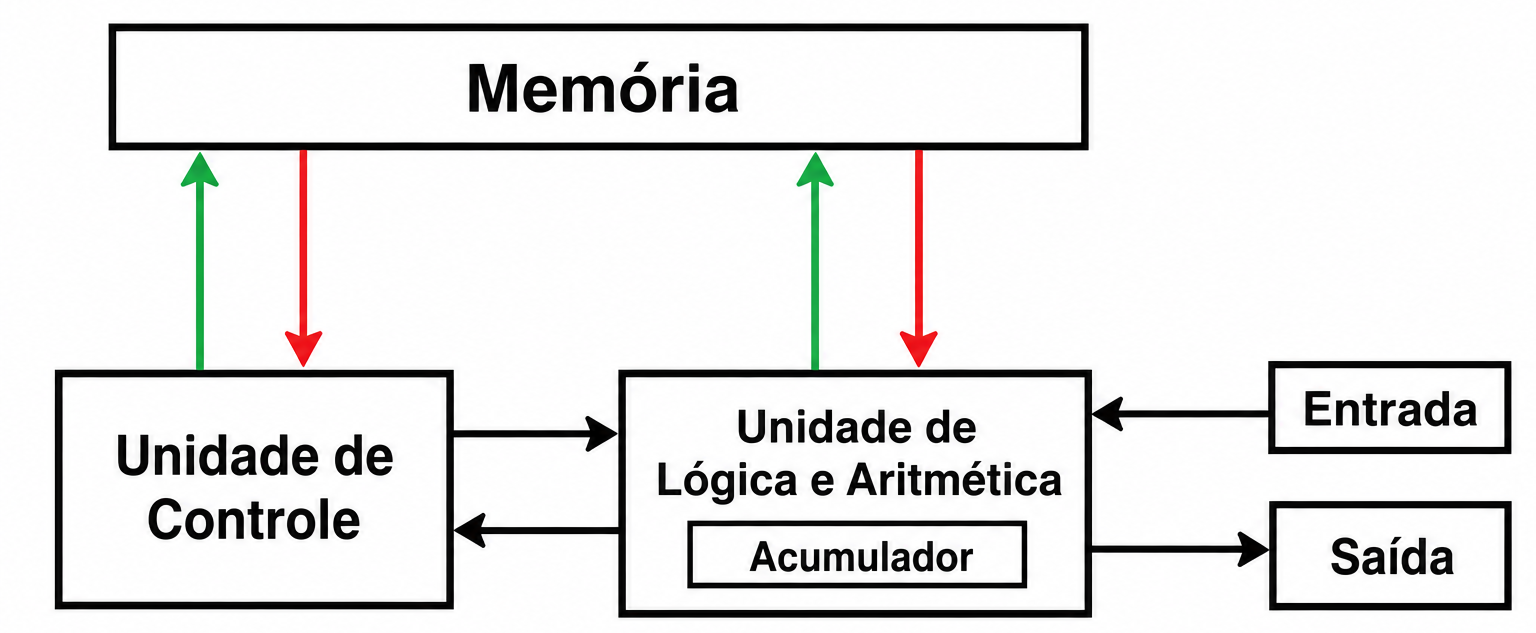 Memória
Unidade de
Controle
Unidade de
Lógica e Aritmética
Acumulador
Entrada
Saída